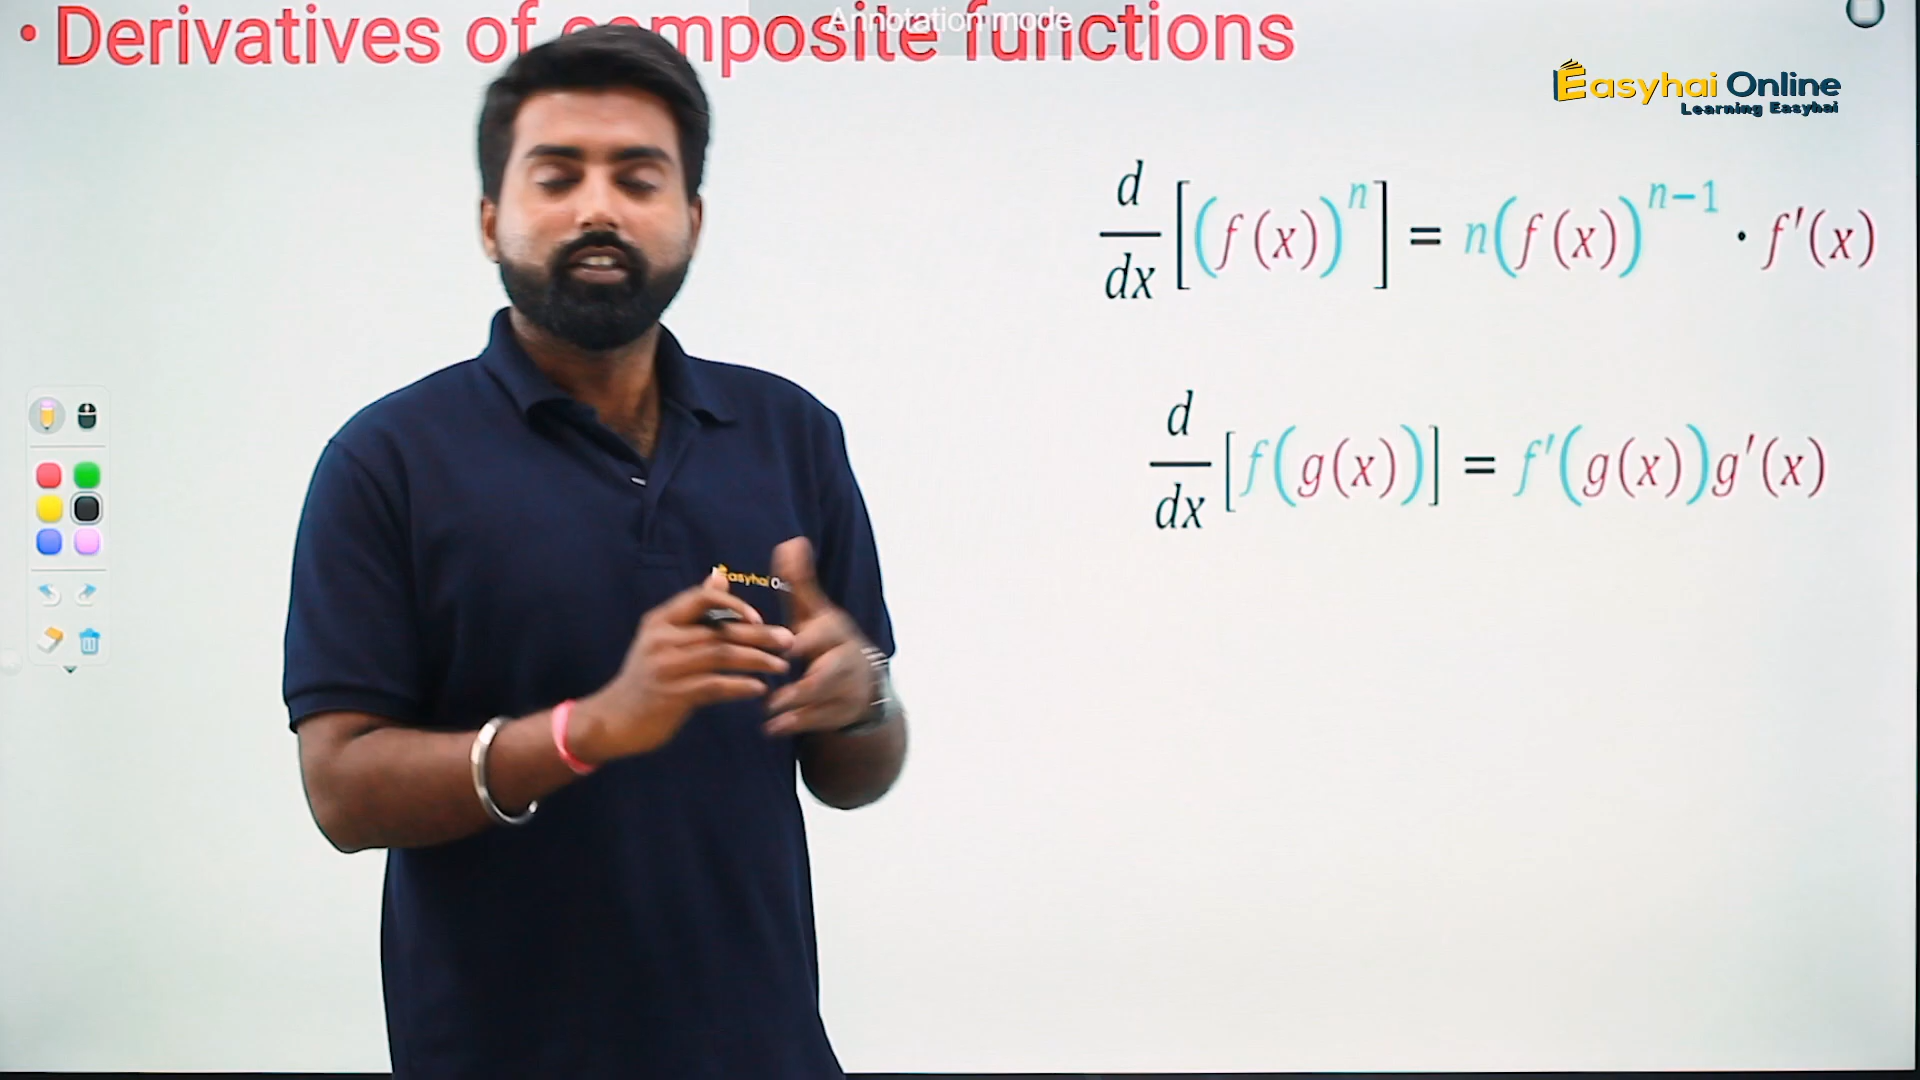 • Derivatives of composite functions
Annotation mode
Easyhai Online
Learning Easyhai
d/dx [(f(x))^n] = n(f(x))^{n-1} · f'(x)
d/dx [f(g(x))] = f'(g(x))g'(x)
Easyhai